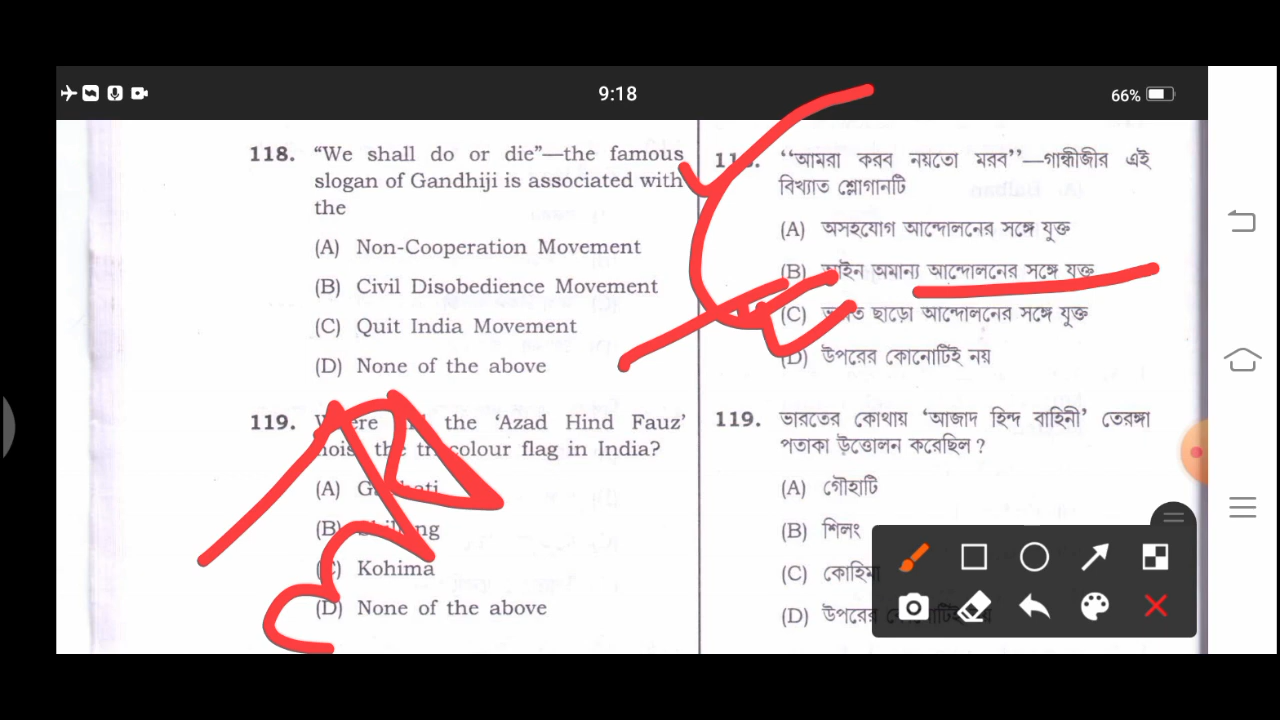 9:18
66%
118. “We shall do or die”—the famous
slogan of Gandhiji is associated with
the
(A) Non-Cooperation Movement
(B) Civil Disobedience Movement
(C) Quit India Movement
(D) None of the above
119. the ‘Azad Hind Fauz’
the flag in India?
(A)
(B)
(C) Kohima
(D) None of the above
‘‘আমরা করব নয়তো মরব’’—গান্ধীজীর এই
বিখ্যাত শ্লোগানটি
(A) অসহযোগ আন্দোলনের সঙ্গে যুক্ত
(B) আইন অমান্য আন্দোলনের সঙ্গে যুক্ত
(C) ছাড়ো আন্দোলনের সঙ্গে যুক্ত
(D) উপরের কোনোটিই নয়
119. ভারতের কোথায় ‘আজাদ হিন্দ বাহিনী’ তেরঙ্গা
পতাকা উত্তোলন করেছিল ?
(A) গৌহাটি
(B) শিলং
(C) কোহিমা
(D) উপরের